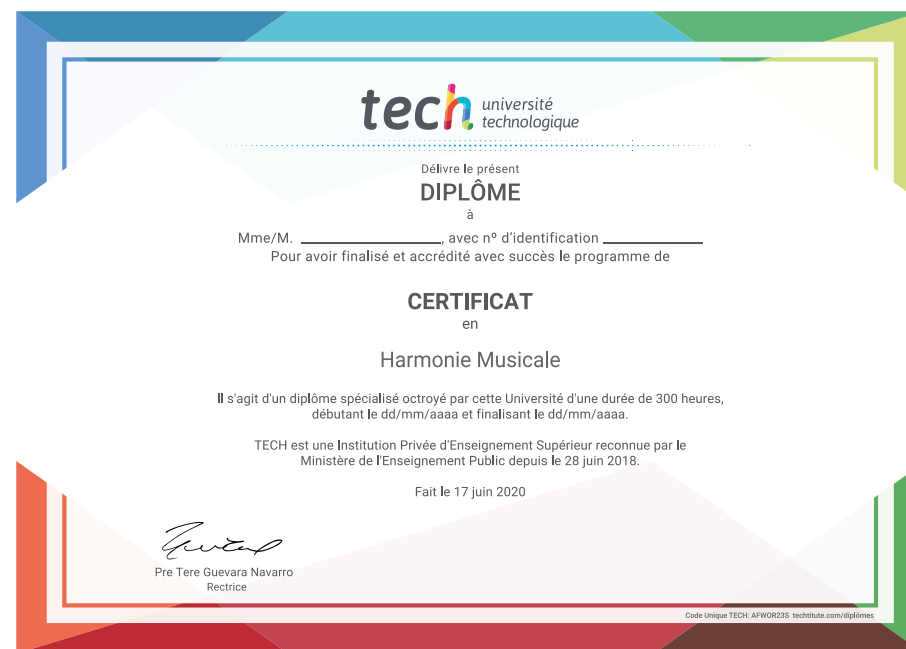 tech université
technologique
Délivre le présent
DIPLÔME
à
Mme/M. ____________________, avec nº d'identification ______________
Pour avoir finalisé et accrédité avec succès le programme de
CERTIFICAT
en
Harmonie Musicale
Il s'agit d'un diplôme spécialisé octroyé par cette Université d'une durée de 300 heures,
débutant le dd/mm/aaaa et finalisant le dd/mm/aaaa.
TECH est une Institution Privée d'Enseignement Supérieur reconnue par le
Ministère de l'Enseignement Public depuis le 28 juin 2018.
Fait le 17 juin 2020
Pre Tere Guevara Navarro
Rectrice
Code Unique TECH: AFWOR23S techtitute.com/diplômes